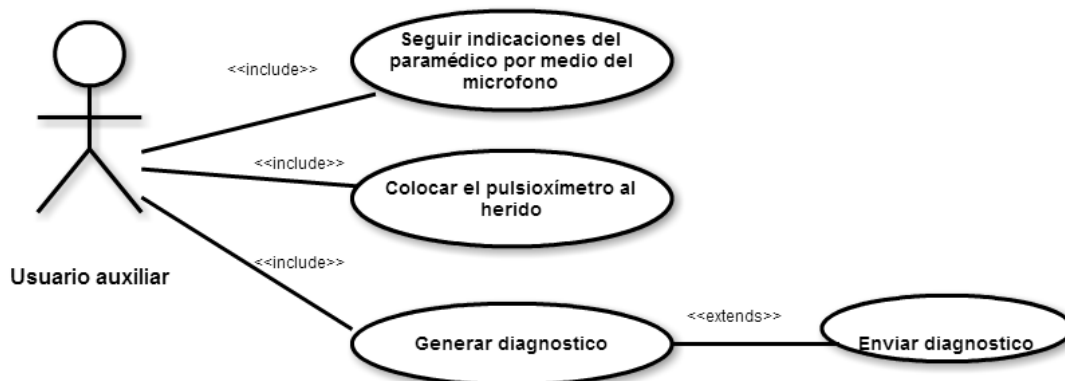 Seguir indicaciones del
paramédico por medio del
microfono
<<include>>
<<include>>
Colocar el pulsioxímetro al
herido
Usuario auxiliar
<<include>>
Generar diagnostico
<<extends>>
Enviar diagnostico